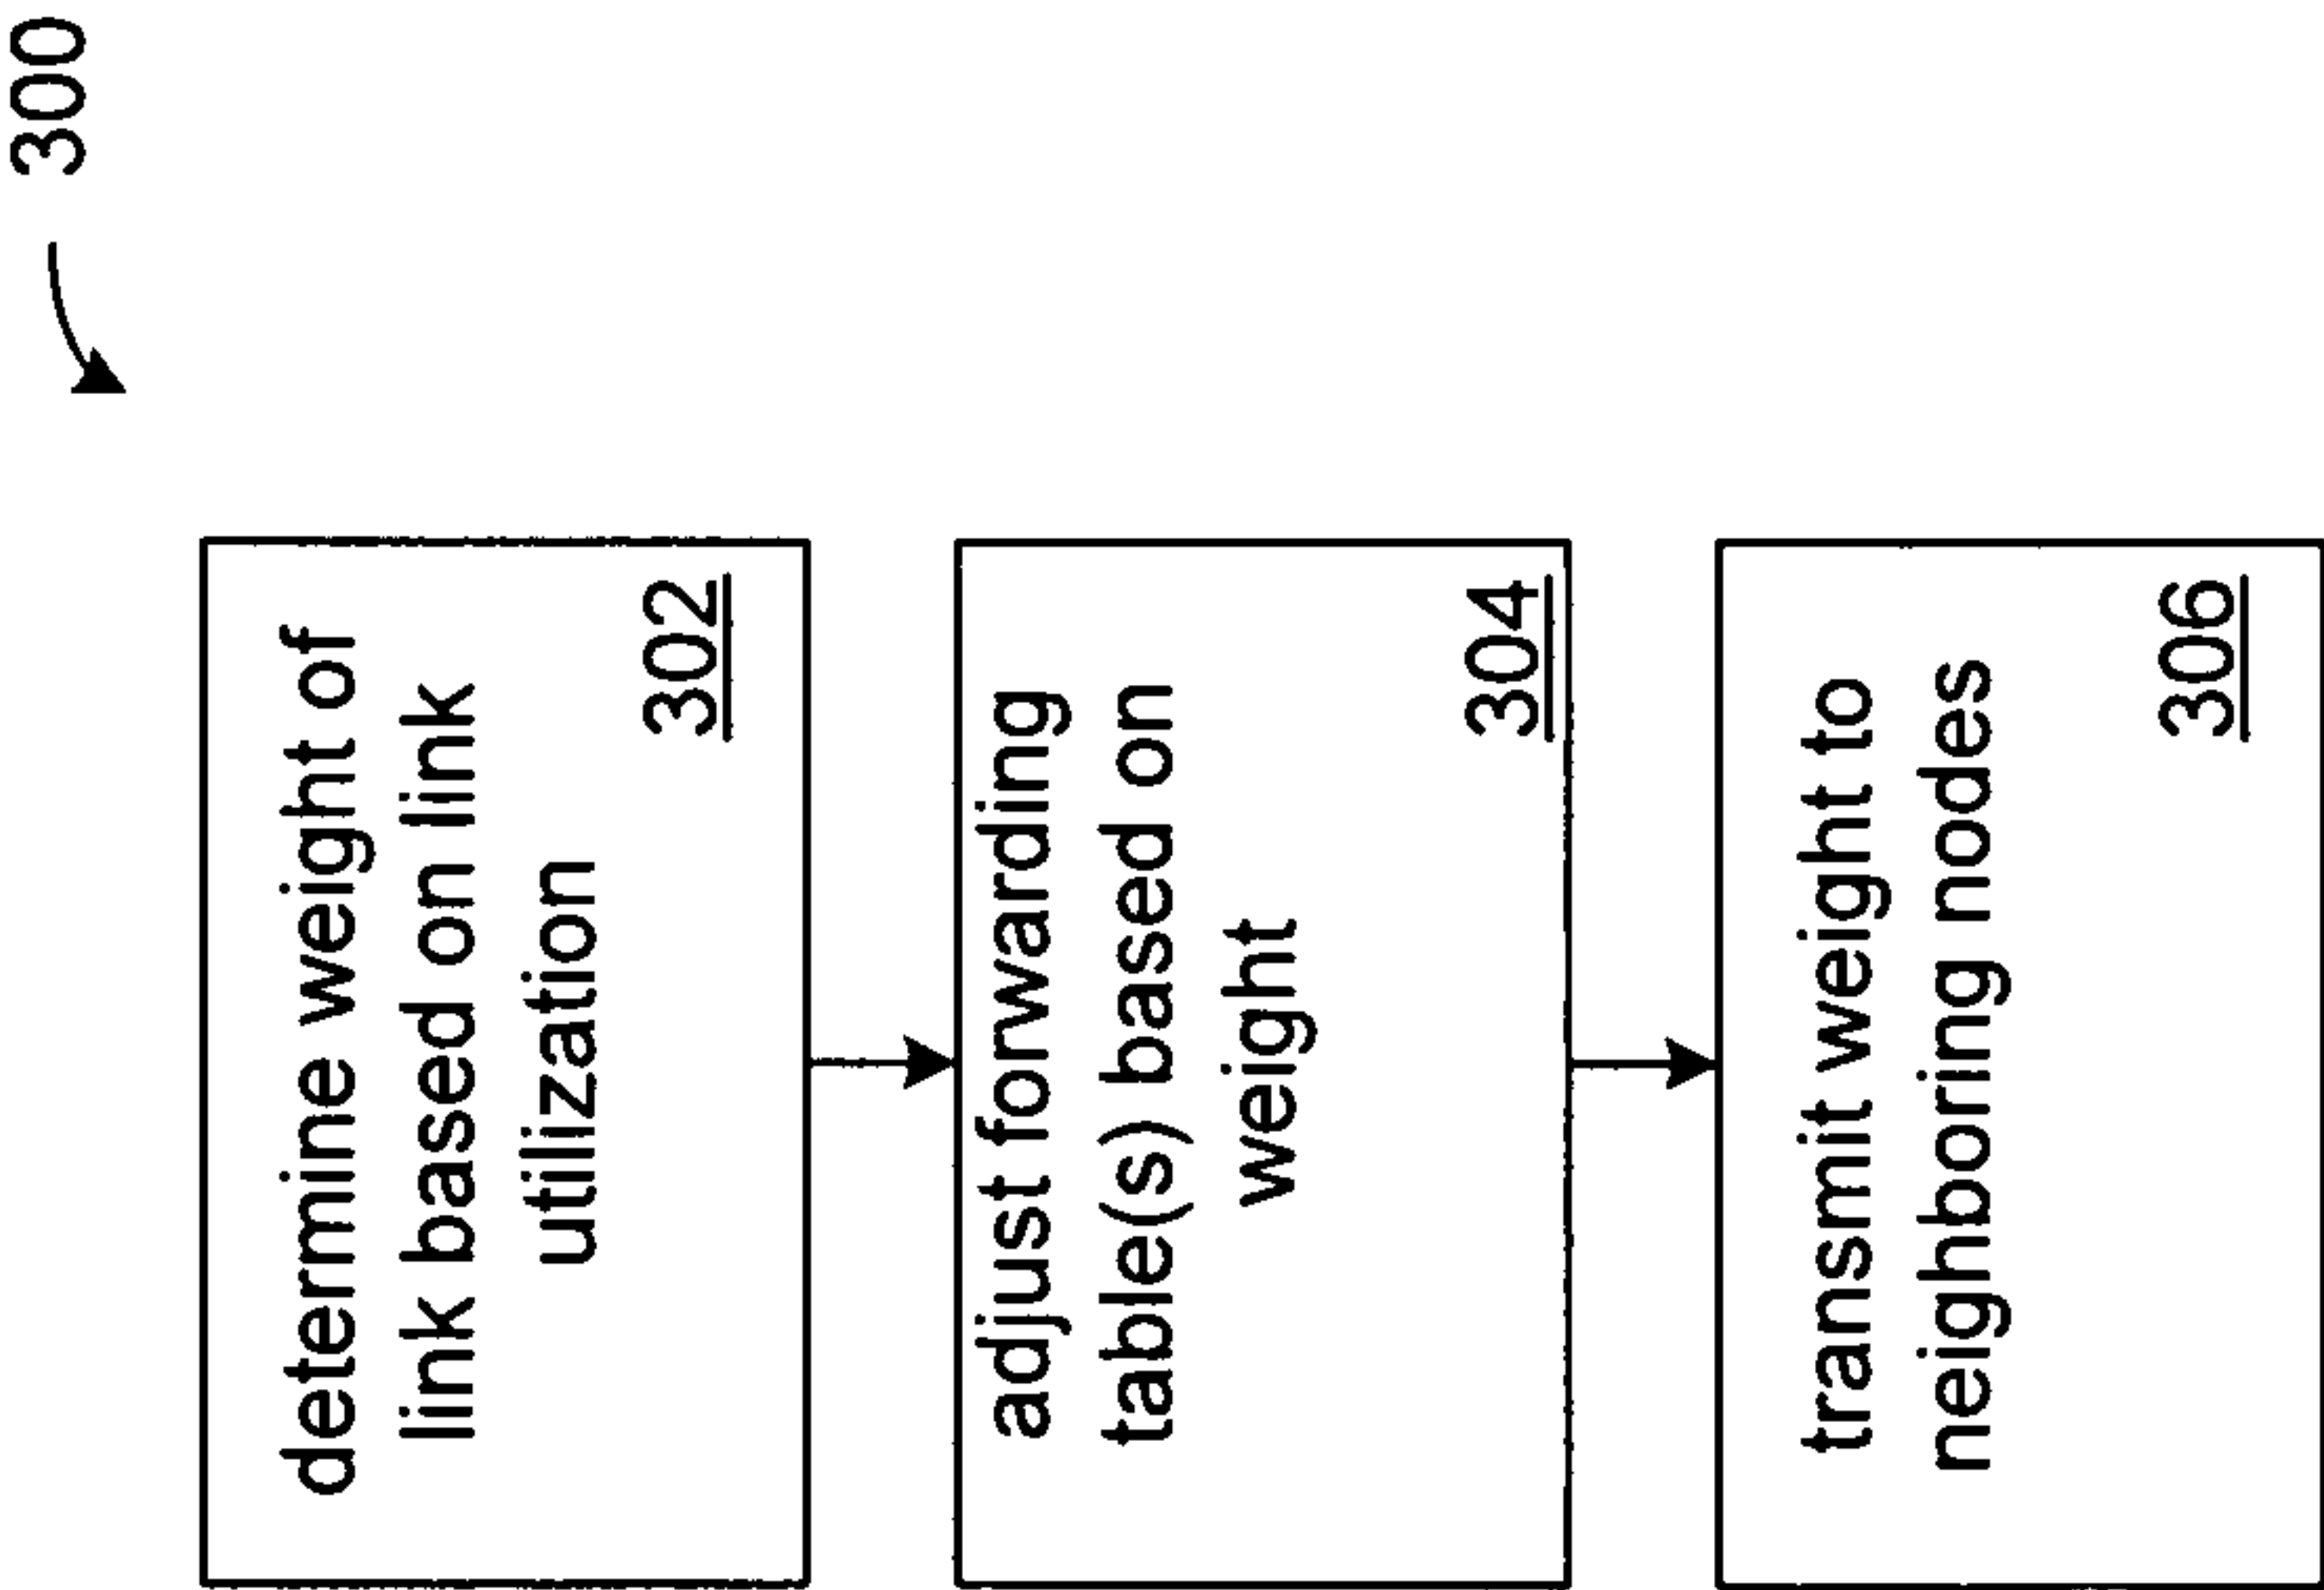 300
determine weight of
link based on link
utilization
302
adjust forwarding
table(s) based on
weight
304
transmit weight to
neighboring nodes
306